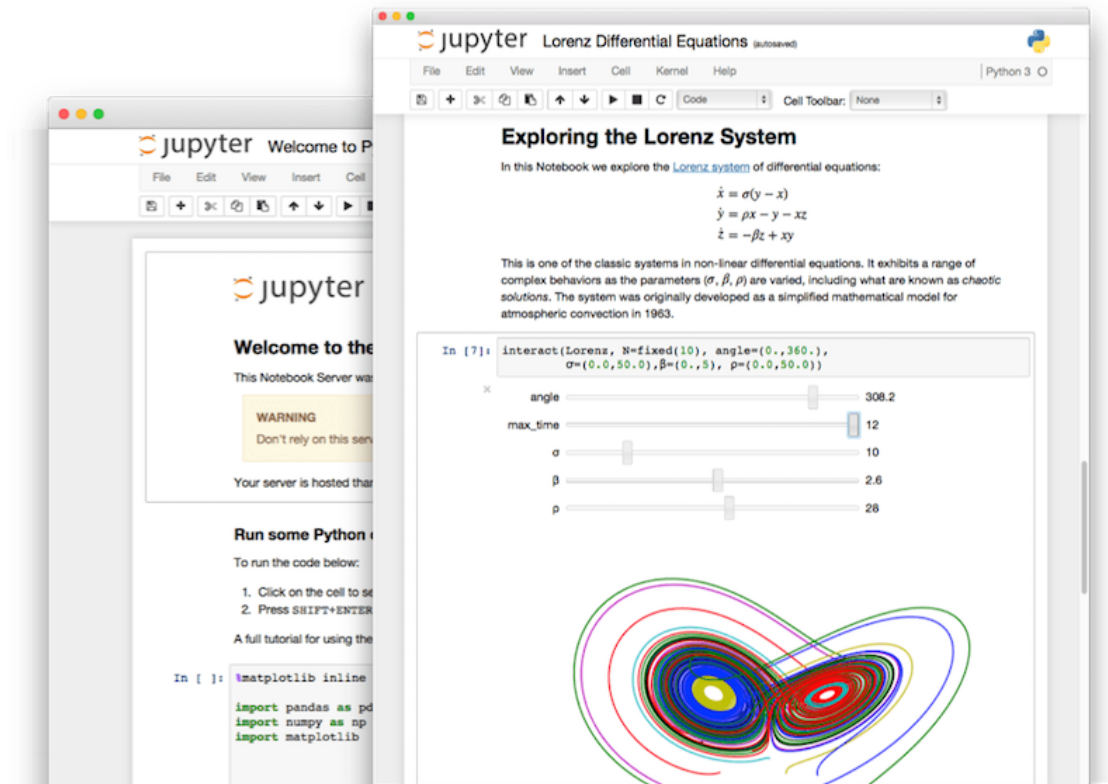 jupyter Lorenz Differential Equations (autosaved)
File Edit View Insert Cell Kernel Help
Python 3
Code
Cell Toolbar: None
Exploring the Lorenz System
In this Notebook we explore the Lorenz system of differential equations:
ẋ = σ(y − x)
ẏ = ρx − y − xz
ż = −βz + xy
This is one of the classic systems in non-linear differential equations. It exhibits a range of
complex behaviors as the parameters (σ, β, ρ) are varied, including what are known as chaotic
solutions. The system was originally developed as a simplified mathematical model for
atmospheric convection in 1963.
In [7]: interact(Lorenz, N=fixed(10), angle=(0.,360.),
σ=(0.0,50.0),β=(0.,5), ρ=(0.0,50.0))
angle 308.2
max_time 12
σ 10
β 2.6
ρ 28
jupyter Welcome to P
File Edit View Insert Cell
jupyter
Welcome to the
This Notebook Server was
WARNING
Don't rely on this serv
Your server is hosted than
Run some Python c
To run the code below:
1. Click on the cell to se
2. Press SHIFT+ENTER
A full tutorial for using the
In [ ]: %matplotlib inline
import pandas as pd
import numpy as np
import matplotlib